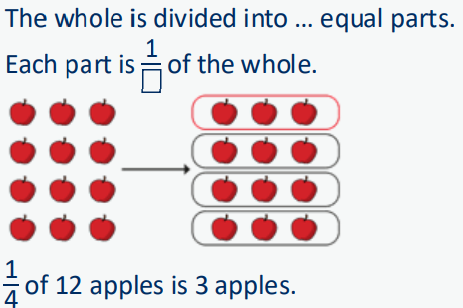 The whole is divided into ... equal parts.
Each part is 1/□ of the whole.
1/4 of 12 apples is 3 apples.